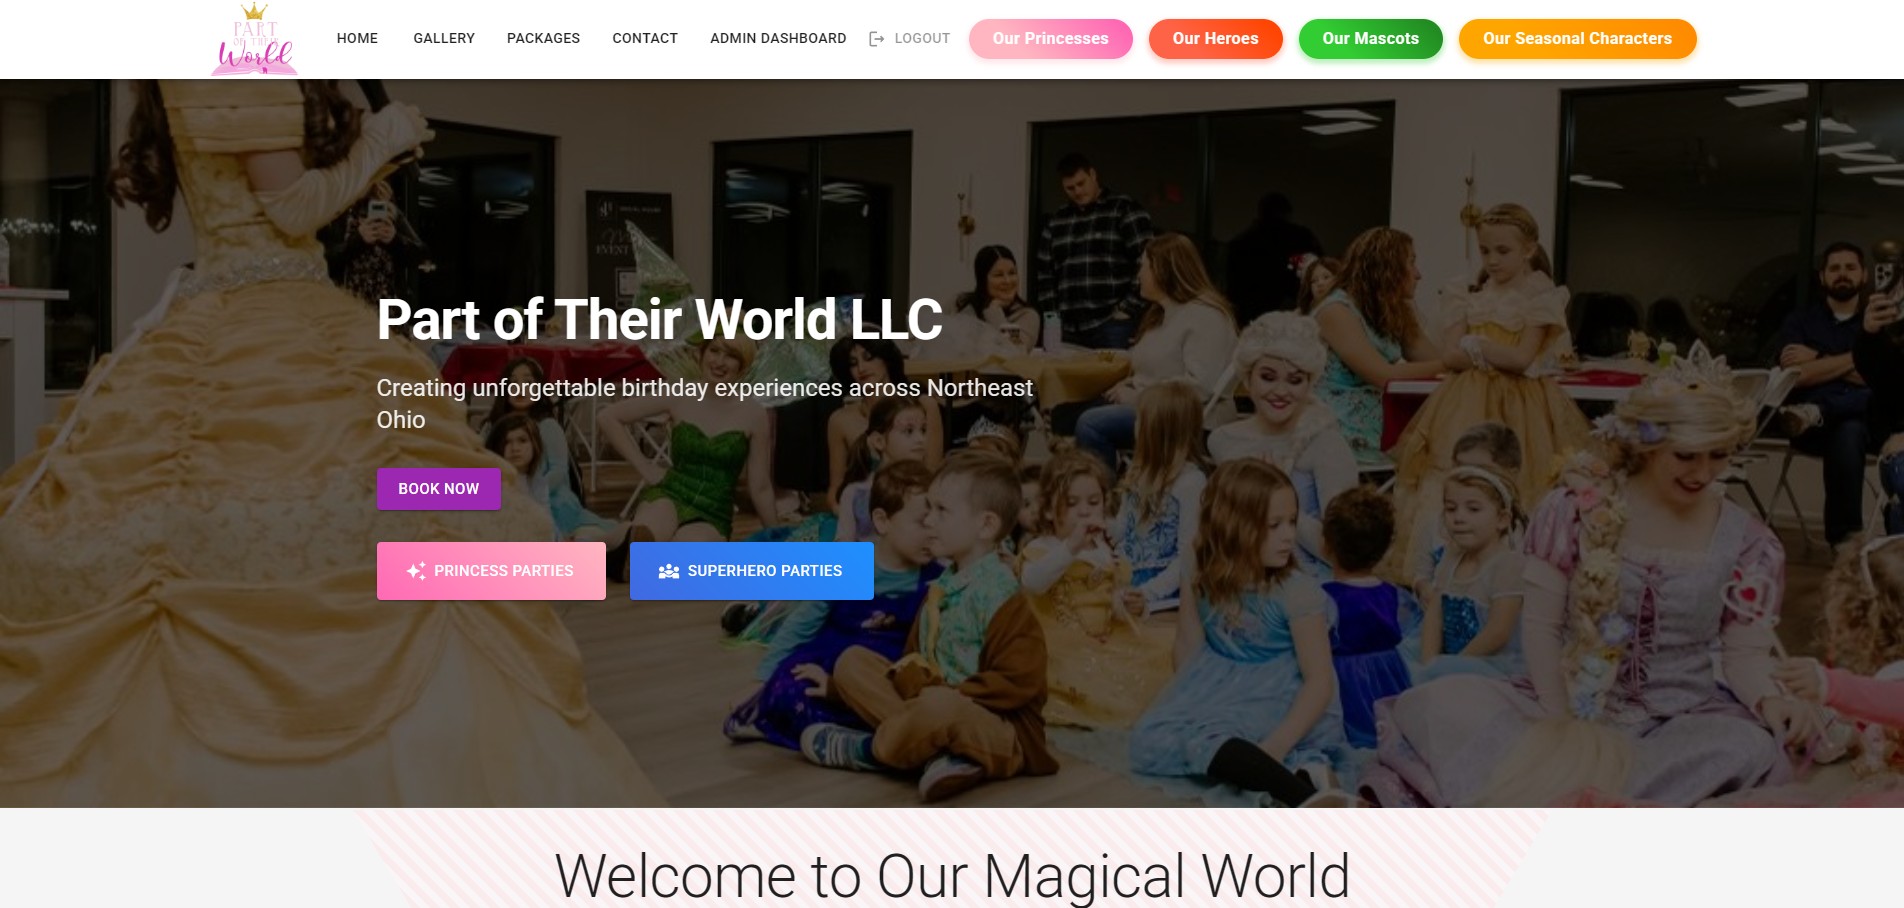 PART
OF THEIR
World
HOME
GALLERY
PACKAGES
CONTACT
ADMIN DASHBOARD
LOGOUT
Our Princesses
Our Heroes
Our Mascots
Our Seasonal Characters
EVENT
Part of Their World LLC
Creating unforgettable birthday experiences across Northeast
Ohio
BOOK NOW
PRINCESS PARTIES
SUPERHERO PARTIES
Welcome to Our Magical World